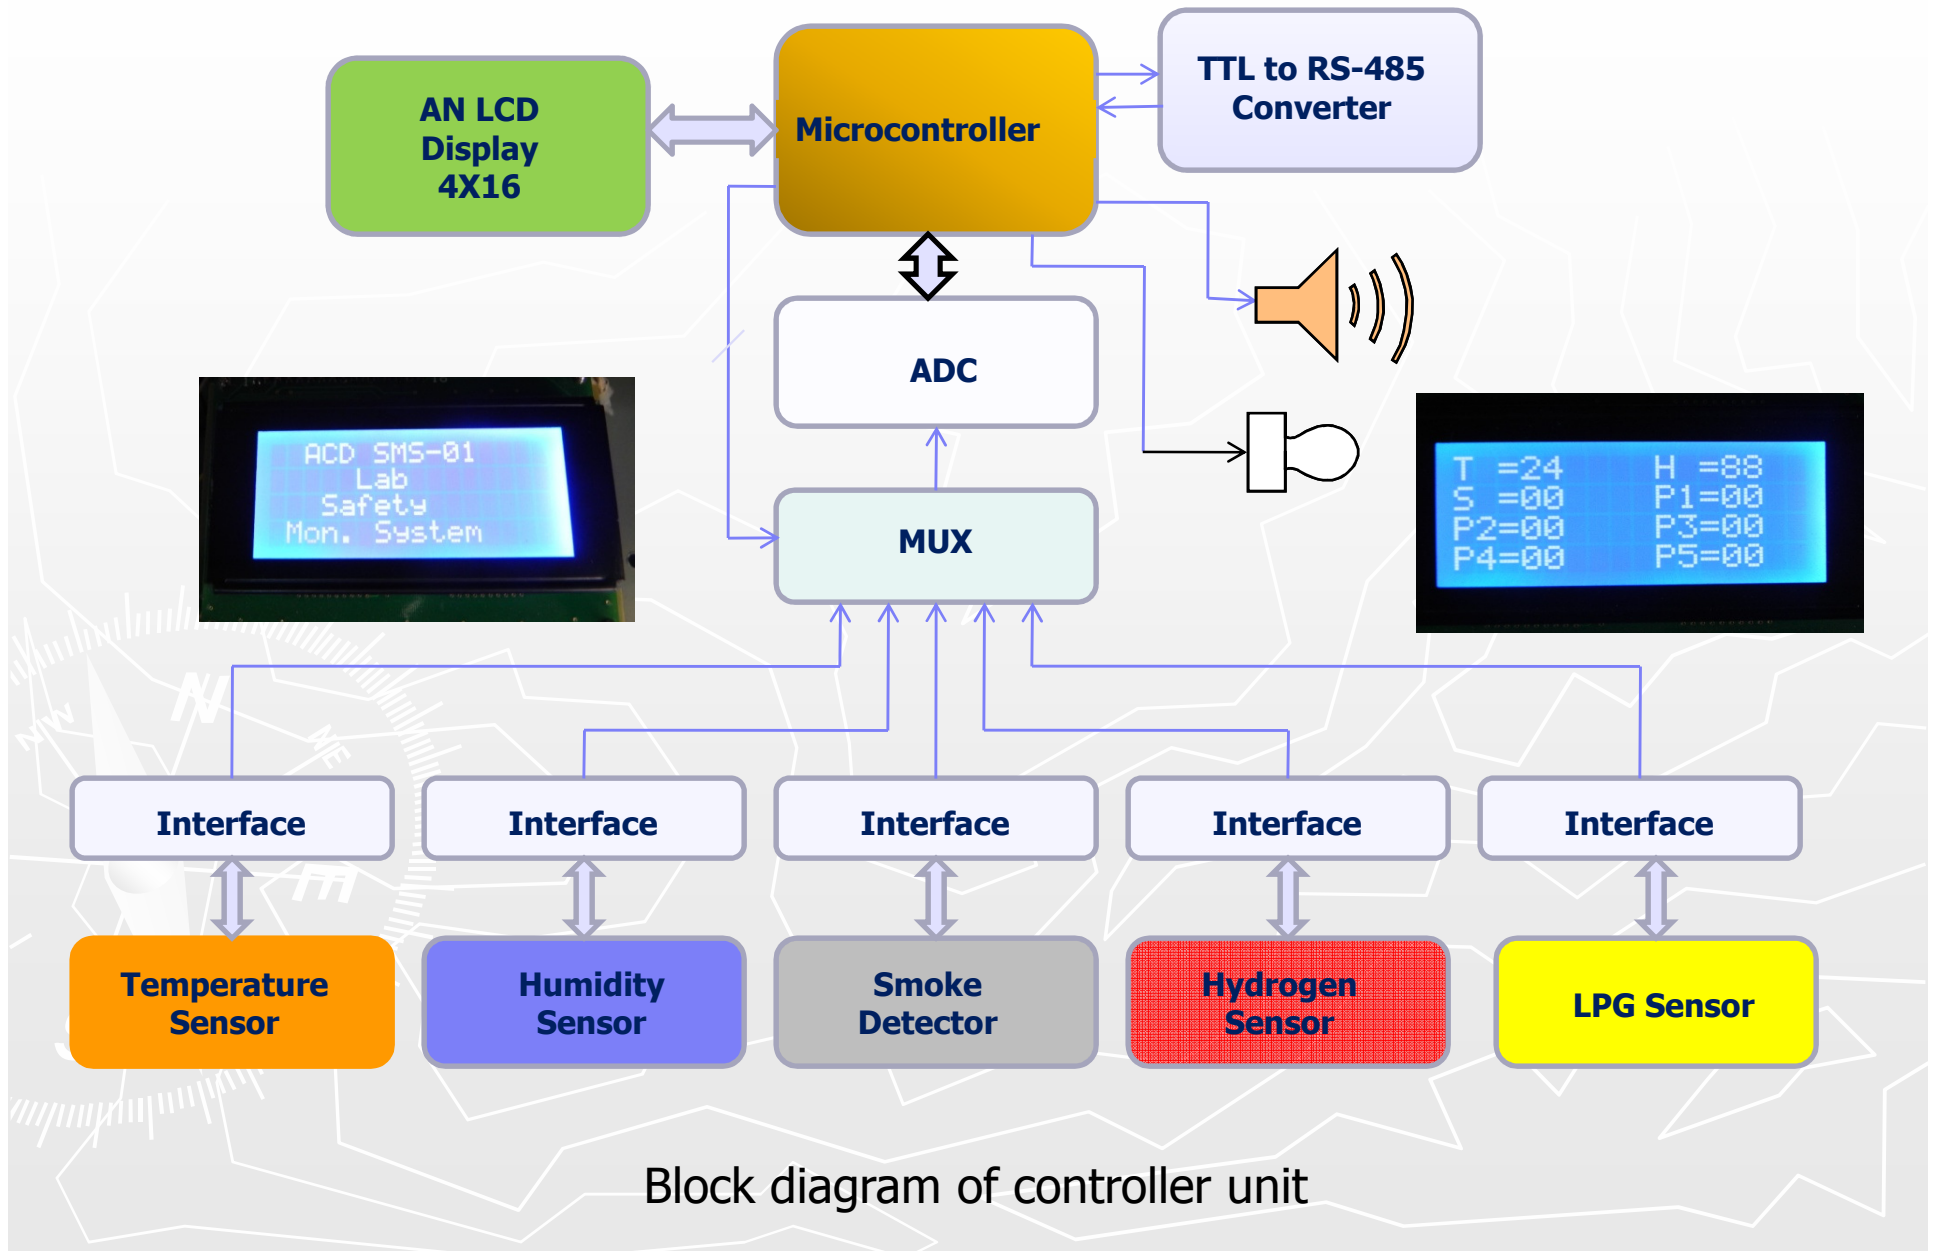 AN LCD
Display
4X16
Microcontroller
TTL to RS-485
Converter
ADC
ACD SMS-01
Lab
Safety
Mon. System
T =24 H =88
S =00 P1=00
P2=00 P3=00
P4=00 P5=00
MUX
N
NW
NE
E
S
Interface
Interface
Interface
Interface
Interface
Temperature
Sensor
Humidity
Sensor
Smoke
Detector
Hydrogen
Sensor
LPG Sensor
Block diagram of controller unit